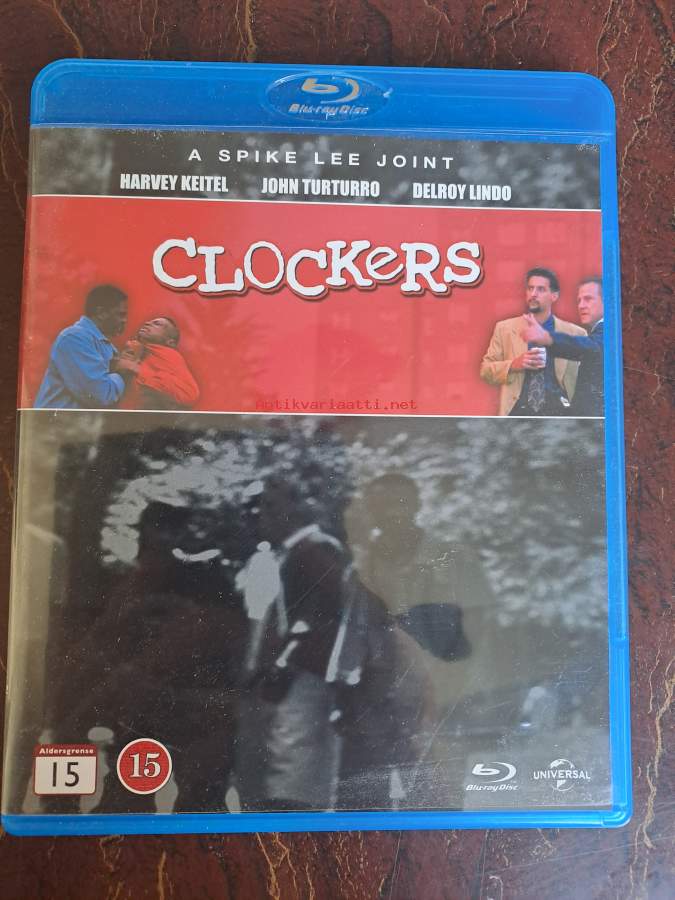 Blu-ray Disc
A SPIKE LEE JOINT
HARVEY KEITEL JOHN TURTURRO DELROY LINDO
CLOCKERS
Antikvariaatti.net
Aldersgrense
15
15
Blu-ray Disc
UNIVERSAL